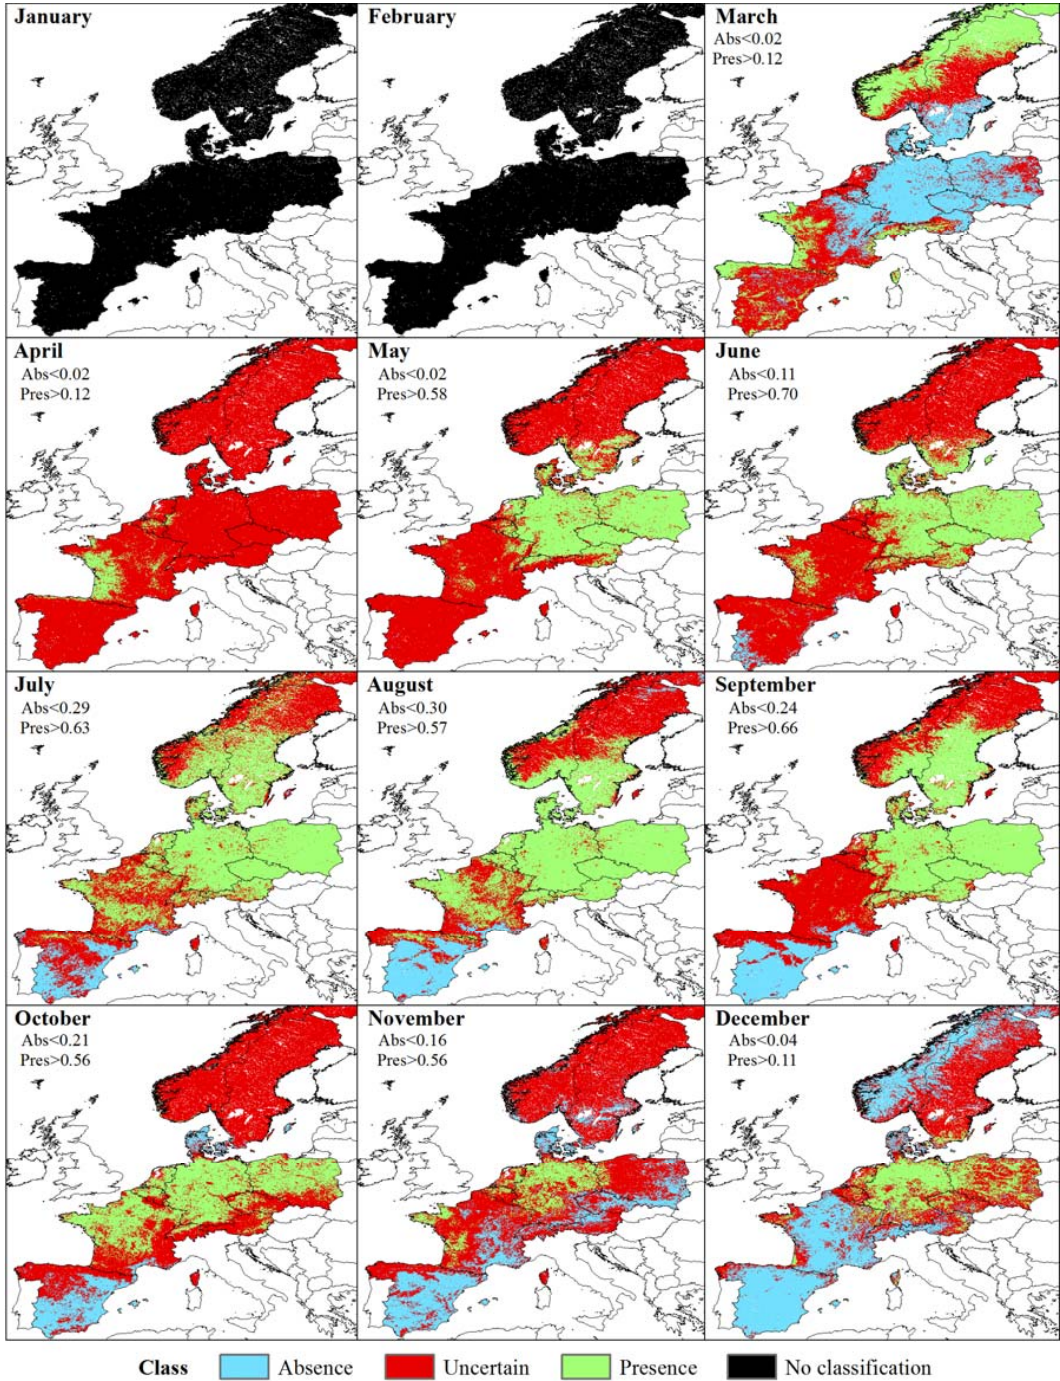 January
February
March
Abs<0.02
Pres>0.12
April
Abs<0.02
Pres>0.12
May
Abs<0.02
Pres>0.58
June
Abs<0.11
Pres>0.70
July
Abs<0.29
Pres>0.63
August
Abs<0.30
Pres>0.57
September
Abs<0.24
Pres>0.66
October
Abs<0.21
Pres>0.56
November
Abs<0.16
Pres>0.56
December
Abs<0.04
Pres>0.11
Class Absence Uncertain Presence No classification